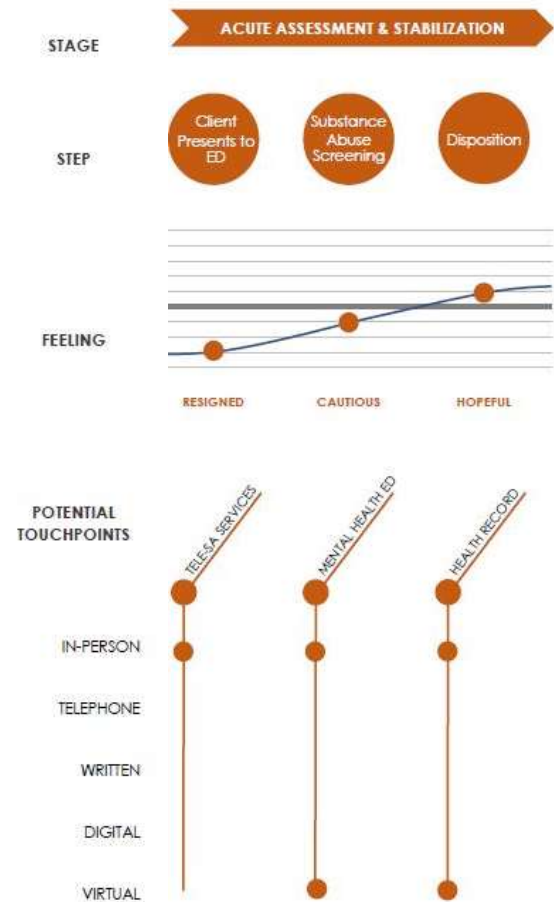 STAGE
ACUTE ASSESSMENT & STABILIZATION
STEP
Client
Presents to
ED
Substance
Abuse
Screening
Disposition
FEELING
RESIGNED
CAUTIOUS
HOPEFUL
POTENTIAL
TOUCHPOINTS
TELE-SA SERVICES
MENTAL HEALTH ED
HEALTH RECORD
IN-PERSON
TELEPHONE
WRITTEN
DIGITAL
VIRTUAL